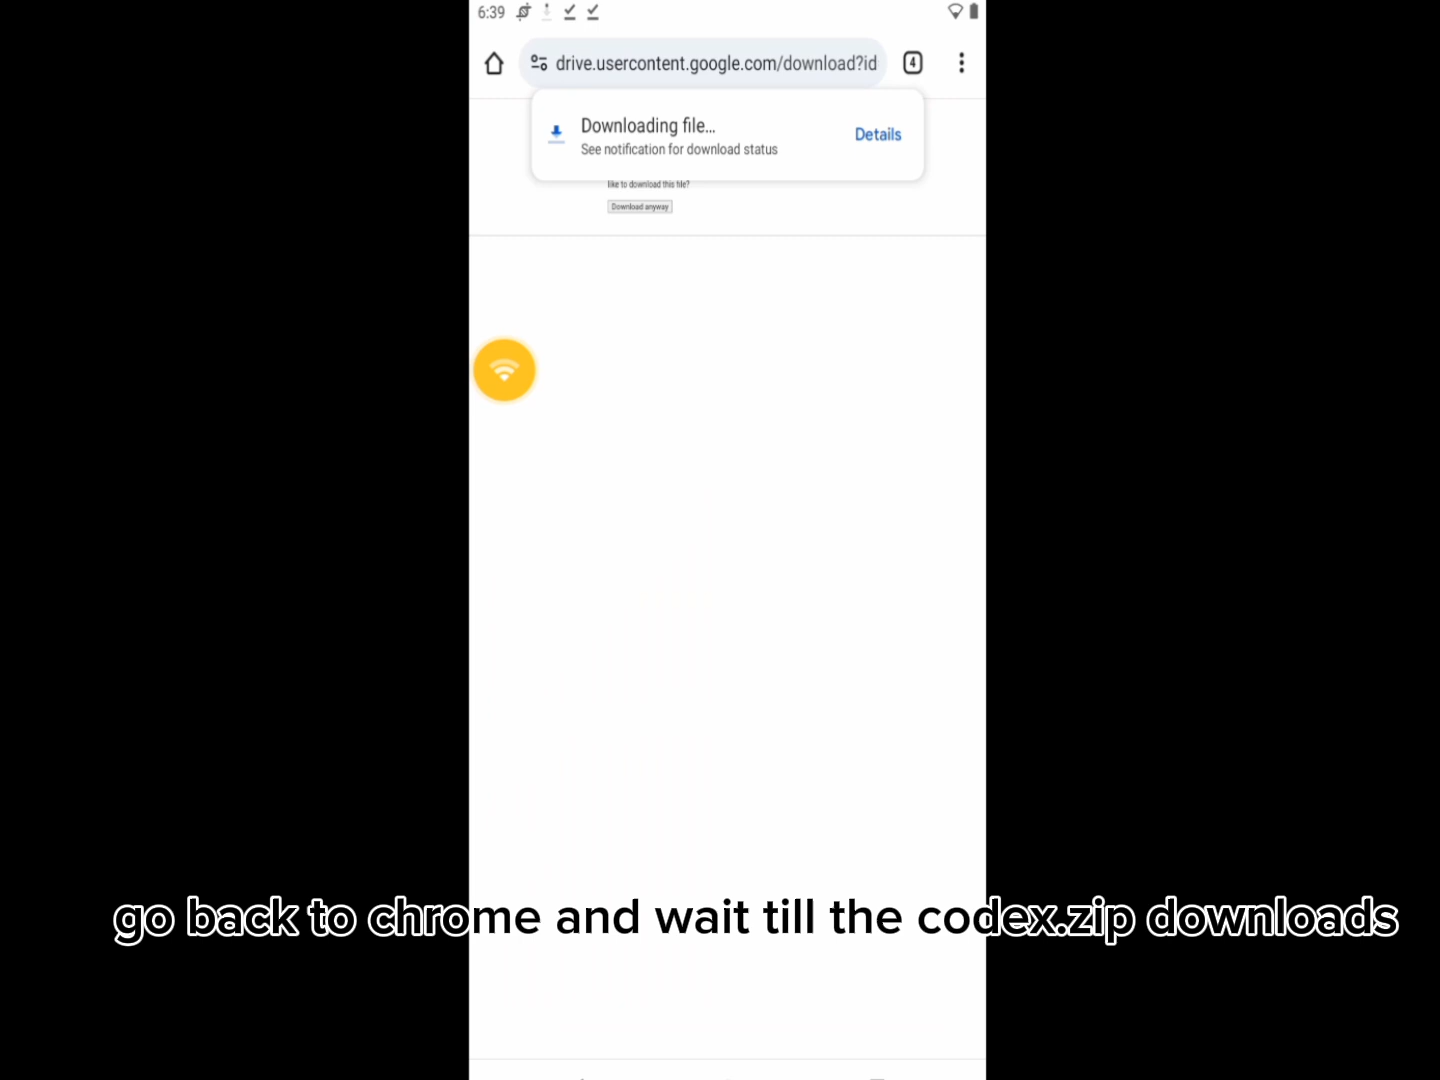 6:39
drive.usercontent.google.com/download?id
4
Downloading file...
See notification for download status
Details
like to download this file?
Download anyway
go back to chrome and wait till the codex.zip downloads